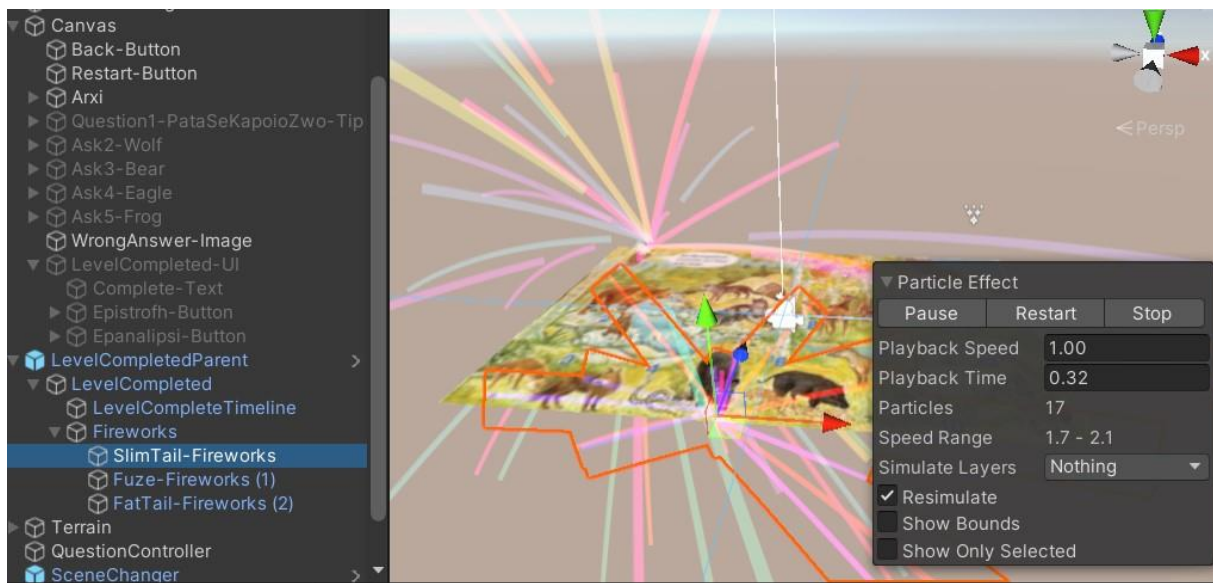 Canvas
Back-Button
Restart-Button
Arxi
Question1-PataSeKapoioZwo-Tip
Ask2-Wolf
Ask3-Bear
Ask4-Eagle
Ask5-Frog
WrongAnswer-Image
LevelCompleted-UI
Complete-Text
Epistrofh-Button
Epanalipsi-Button
LevelCompletedParent
LevelCompleted
LevelCompleteTimeline
Fireworks
SlimTail-Fireworks
Fuze-Fireworks (1)
FatTail-Fireworks (2)
Terrain
QuestionController
SceneChanger
x
Persp
Particle Effect
Pause Restart Stop
Playback Speed 1.00
Playback Time 0.32
Particles 17
Speed Range 1.7 - 2.1
Simulate Layers Nothing
Resimulate
Show Bounds
Show Only Selected